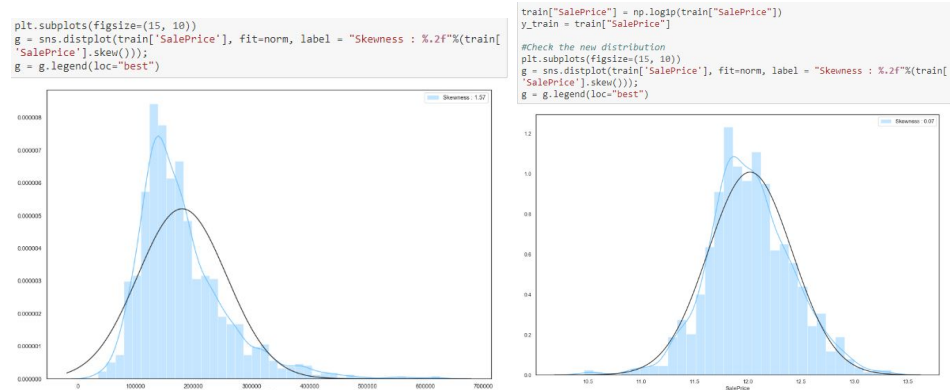 plt.subplots(figsize=(15, 10))
g = sns.distplot(train['SalePrice'], fit=norm, label = "Skewness : %.2f"%(train[
'SalePrice'].skew()));
g = g.legend(loc="best")
Skewness : 1.57
0.000008
0.000007
0.000006
0.000005
0.000004
0.000003
0.000002
0.000001
0.000000
0 100000 200000 300000 400000 500000 600000 700000
train["SalePrice"] = np.log1p(train["SalePrice"])
y_train = train["SalePrice"]
#Check the new distribution
plt.subplots(figsize=(15, 10))
g = sns.distplot(train['SalePrice'], fit=norm, label = "Skewness : %.2f"%(train[
'SalePrice'].skew()));
g = g.legend(loc="best")
Skewness : 0.07
1.2
1.0
0.8
0.6
0.4
0.2
0.0
10.5 11.0 11.5 12.0 12.5 13.0 13.5
SalePrice